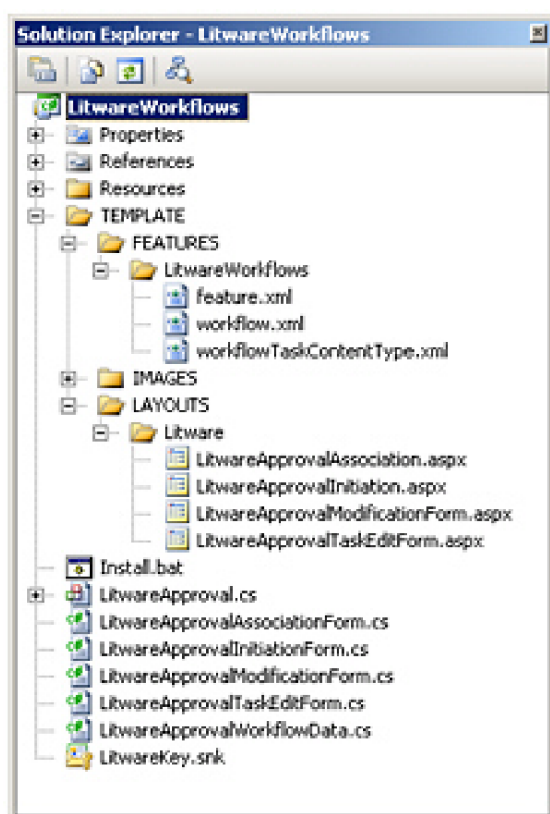 Solution Explorer - LitwareWorkflows
LitwareWorkflows
Properties
References
Resources
TEMPLATE
FEATURES
LitwareWorkflows
feature.xml
workflow.xml
workflowTaskContentType.xml
IMAGES
LAYOUTS
Litware
LitwareApprovalAssociation.aspx
LitwareApprovalInitiation.aspx
LitwareApprovalModificationForm.aspx
LitwareApprovalTaskEditForm.aspx
Install.bat
LitwareApproval.cs
LitwareApprovalAssociationForm.cs
LitwareApprovalInitiationForm.cs
LitwareApprovalModificationForm.cs
LitwareApprovalTaskEditForm.cs
LitwareApprovalWorkflowData.cs
LitwareKey.snk